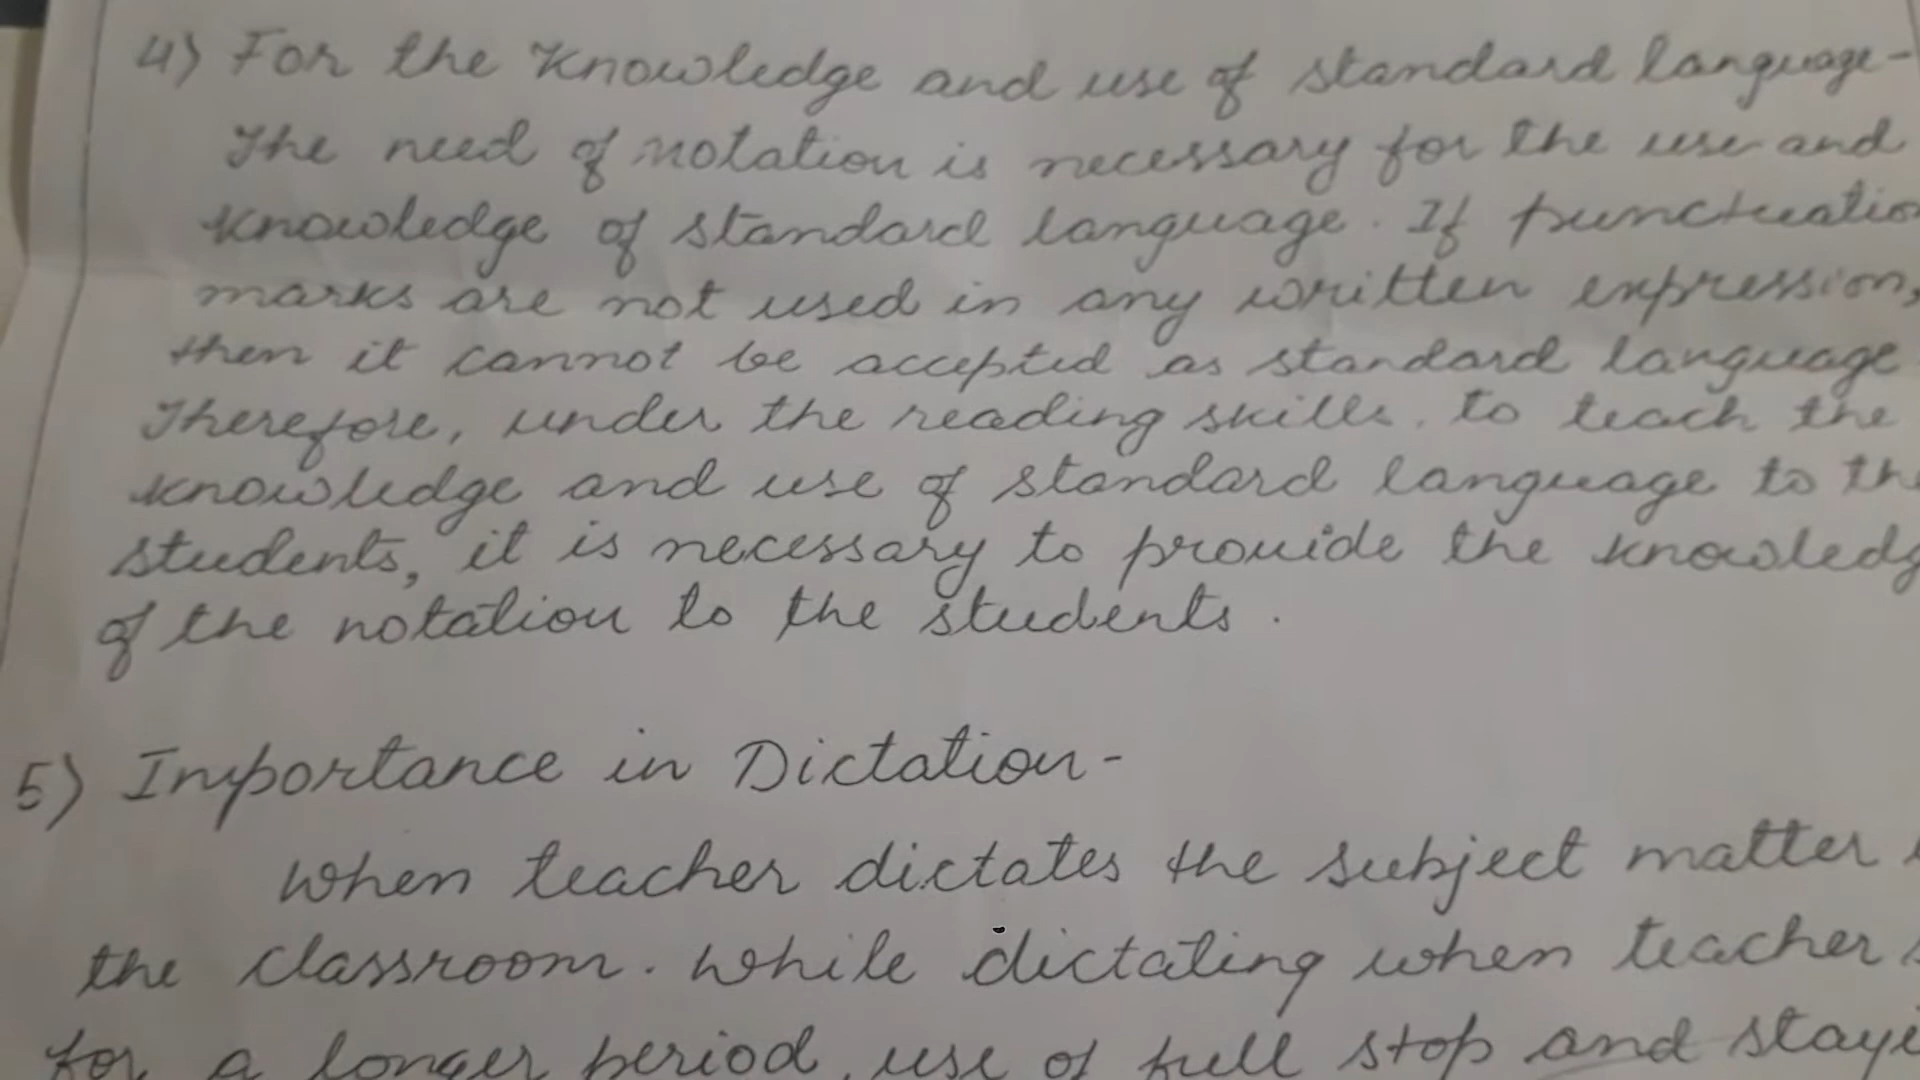 4) For the Knowledge and use of standard language-
The need of notation is necessary for the use and
knowledge of standard language. If punctuatio
marks are not used in any written expression,
then it cannot be accepted as standard language
Therefore, under the reading skills, to teach the
knowledge and use of standard language to the
students, it is necessary to provide the knowledg
of the notation to the students.
5) Importance in Dictation-
When teacher dictates the subject matter
the classroom. While dictating when teacher
for a longer period, use of full stop and stayi